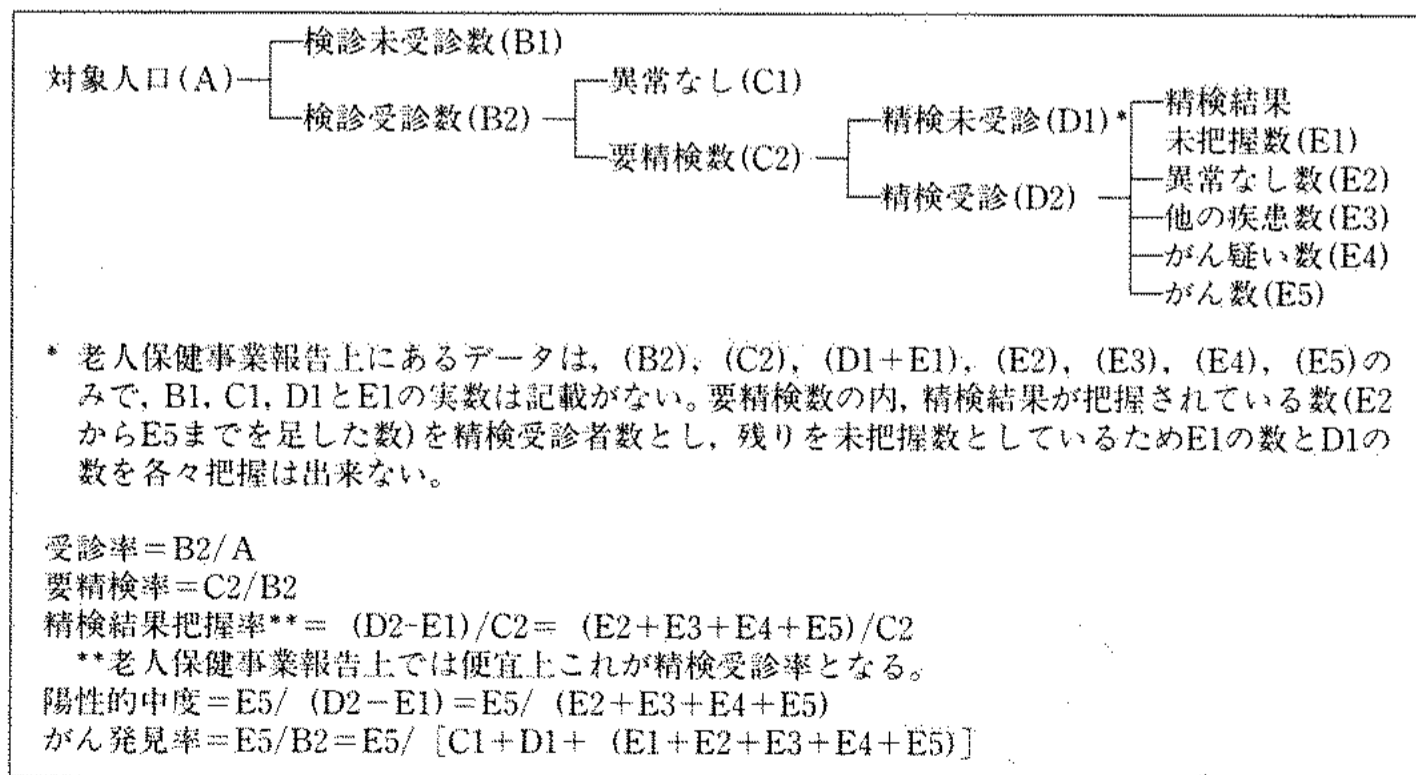 検診未受診数(B1)
対象人口(A)
検診受診数(B2)
異常なし(C1)
要精検数(C2)
精検未受診(D1)*
精検受診(D2)
精検結果
未把握数(E1)
異常なし数(E2)
他の疾患数(E3)
がん疑い数(E4)
がん数(E5)
* 老人保健事業報告上にあるデータは, (B2), (C2), (D1+E1), (E2), (E3), (E4), (E5)の
みで, B1, C1, D1とE1の実数は記載がない。要精検数の内, 精検結果が把握されている数(E2
からE5までを足した数)を精検受診者数とし, 残りを未把握数としているためE1の数とD1の
数を各々把握は出来ない。
受診率=B2/A
要精検率=C2/B2
精検結果把握率**= (D2-E1)/C2= (E2+E3+E4+E5)/C2
**老人保健事業報告上では便宜上これが精検受診率となる。
陽性的中度=E5/ (D2-E1)=E5/ (E2+E3+E4+E5)
がん発見率=E5/B2=E5/ [C1+D1+ (E1+E2+E3+E4+E5)]